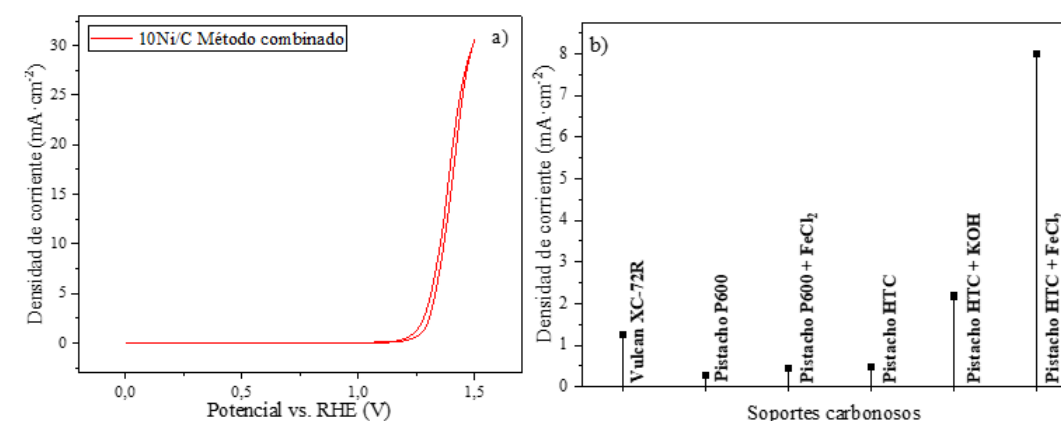 10Ni/C Método combinado
a)
Densidad de corriente (mA·cm-2)
30
25
20
15
10
5
0
0,0
0,5
1,0
1,5
Potencial vs. RHE (V)
b)
Densidad de corriente (mA·cm-2)
8
7
6
5
4
3
2
1
0
Vulcan XC-72R
Pistacho P600
Pistacho P600 + FeCl2
Pistacho HTC
Pistacho HTC + KOH
Pistacho HTC + FeCl2
Soportes carbonosos